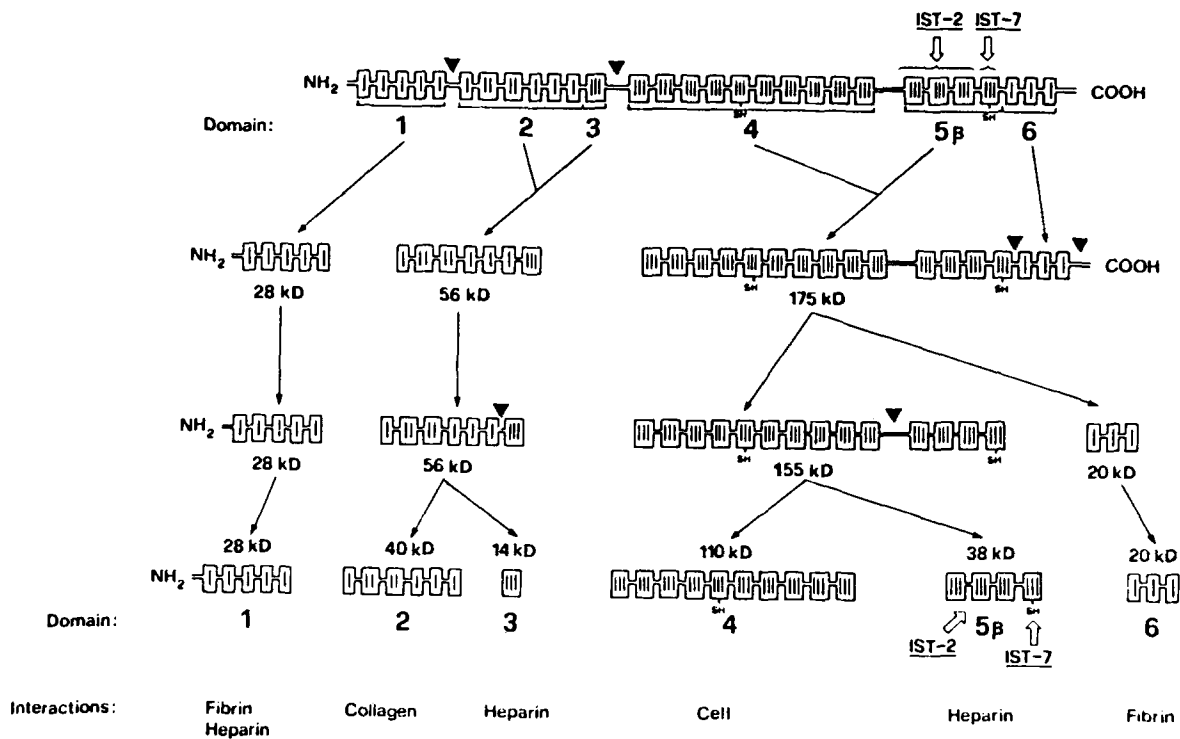 IST-2 IST-7
NH2 COOH
SH SH
Domain: 1 2 3 4 5β 6
NH2 COOH
SH SH
28 kD 56 kD 175 kD
NH2
SH SH
28 kD 56 kD 155 kD 20 kD
28 kD 40 kD 14 kD 110 kD 38 kD 20 kD
NH2
SH SH
Domain: 1 2 3 4 5β 6
IST-2 IST-7
Interactions: Fibrin Collagen Heparin Cell Heparin Fibrin
Heparin